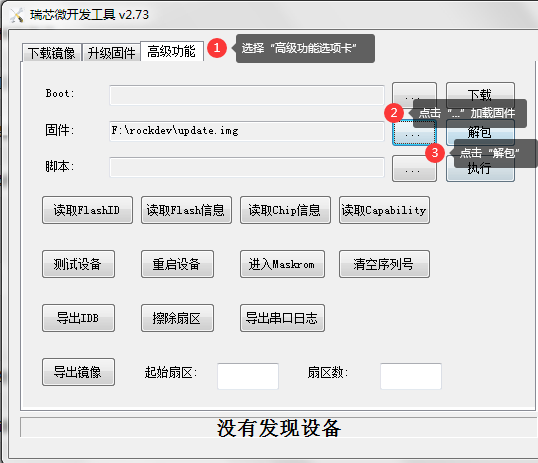 瑞芯微开发工具 v2.73
下载镜像 升级固件 高级功能 1 选择“高级功能选项卡”
Boot: ... 下载
2 点击“...”加载固件
固件: F:\rockdev\update.img ... 解包
3 点击“解包”
脚本: ... 执行
读取FlashID 读取Flash信息 读取Chip信息 读取Capability
测试设备 重启设备 进入Maskrom 清空序列号
导出IDB 擦除扇区 导出串口日志
导出镜像 起始扇区: 扇区数:
没有发现设备